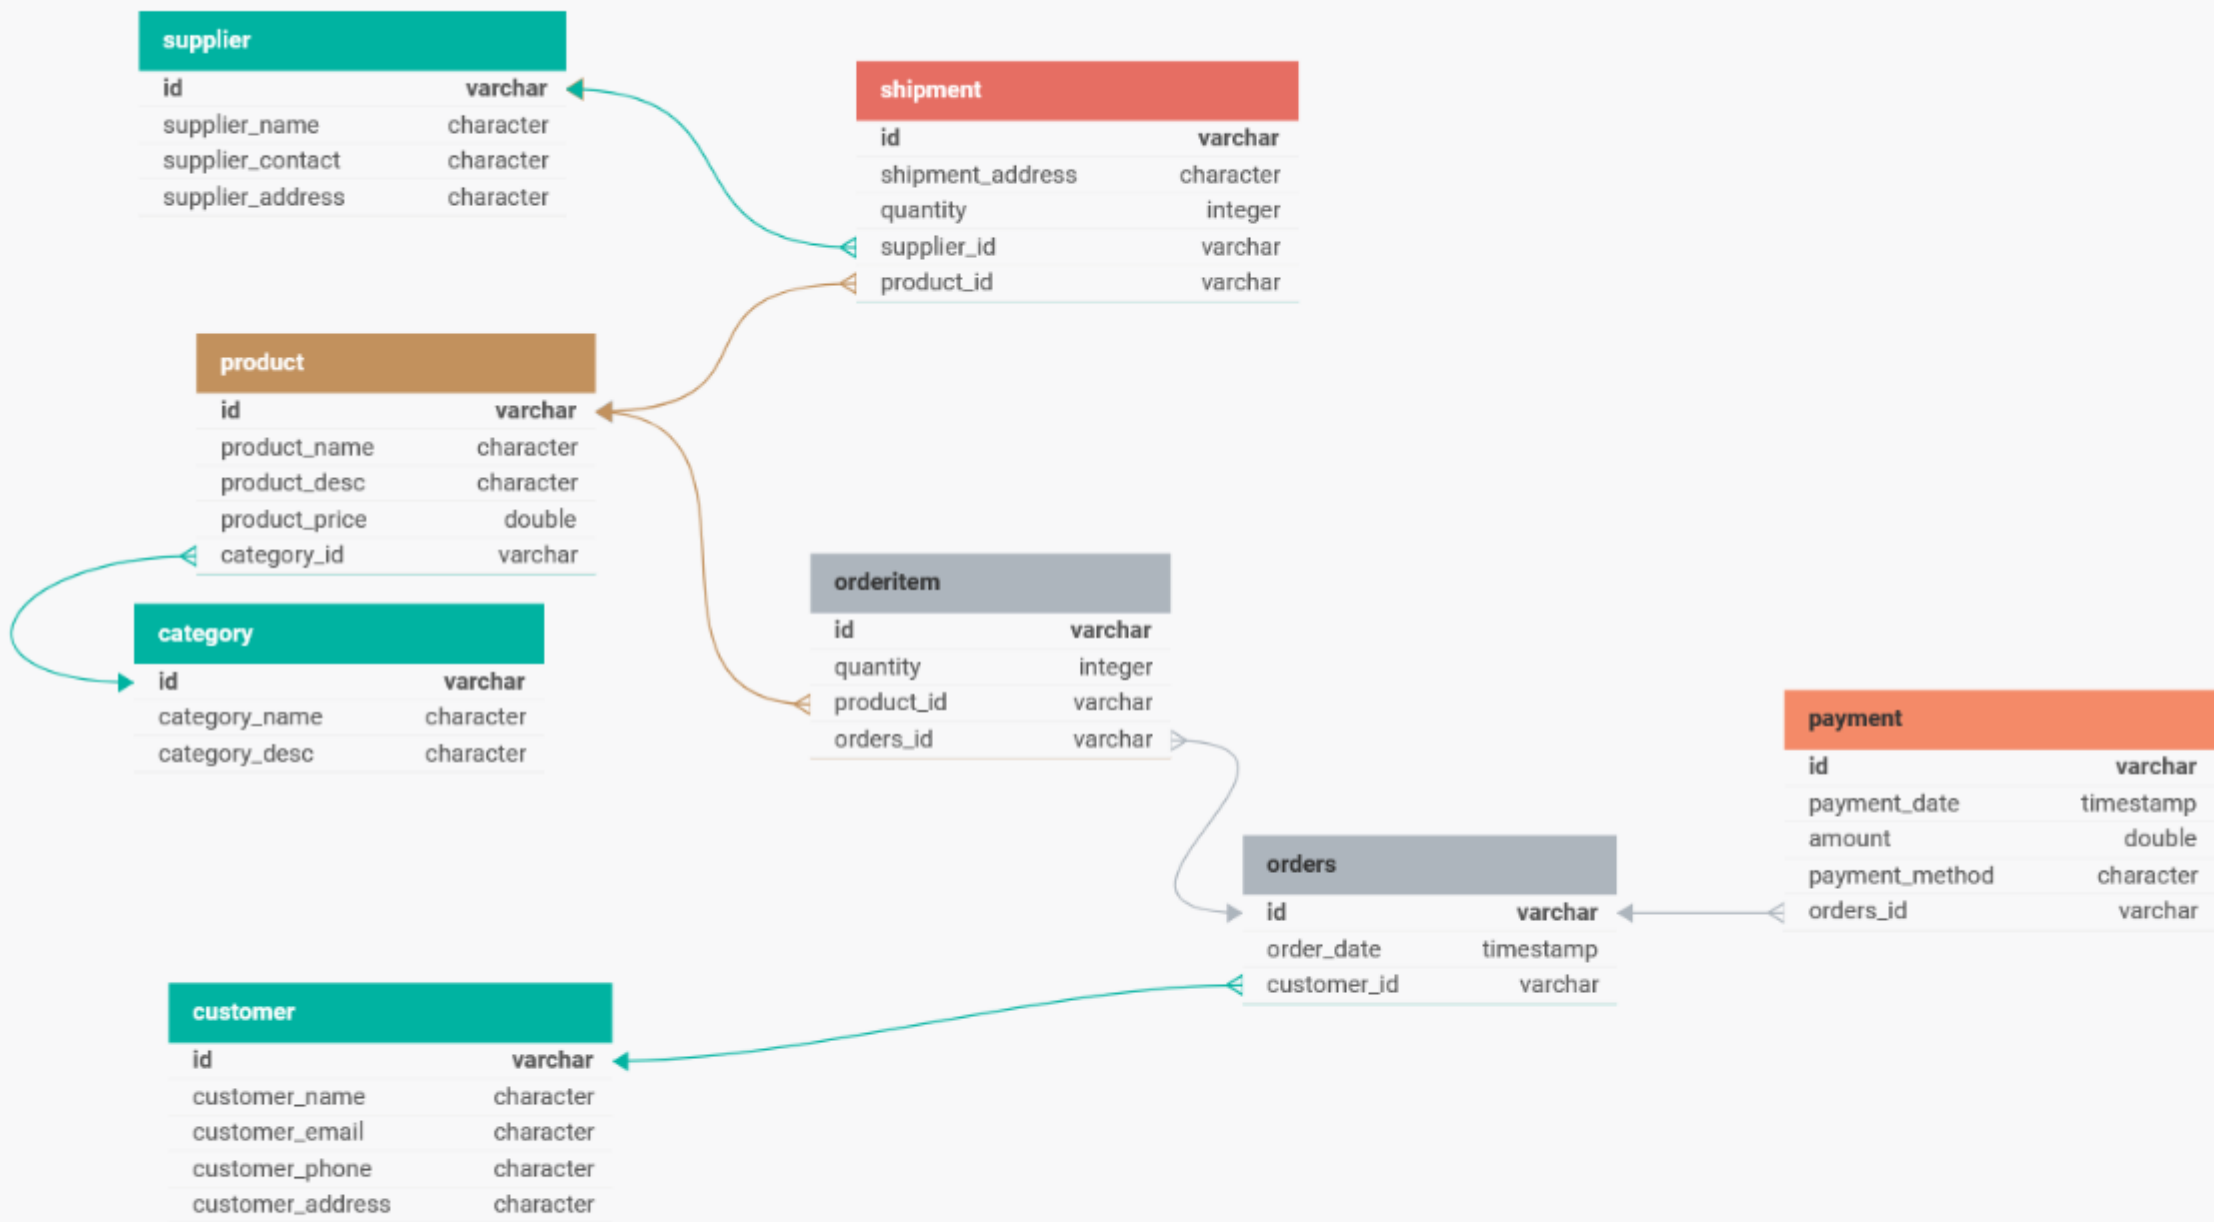 supplier
id varchar
supplier_name character
supplier_contact character
supplier_address character
shipment
id varchar
shipment_address character
quantity integer
supplier_id varchar
product_id varchar
product
id varchar
product_name character
product_desc character
product_price double
category_id varchar
category
id varchar
category_name character
category_desc character
orderitem
id varchar
quantity integer
product_id varchar
orders_id varchar
payment
id varchar
payment_date timestamp
amount double
payment_method character
orders_id varchar
orders
id varchar
order_date timestamp
customer_id varchar
customer
id varchar
customer_name character
customer_email character
customer_phone character
customer_address character